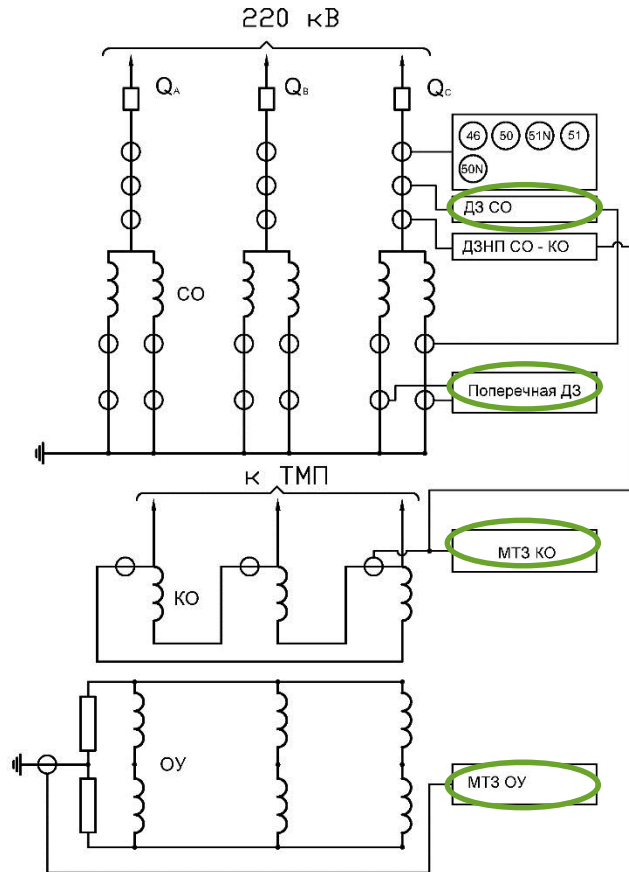 220 кВ
QA
QB
QC
46 50 51N 51
50N
ДЗ СО
ДЗНП СО - КО
СО
Поперечная ДЗ
к ТМП
МТЗ КО
КО
ОУ
МТЗ ОУ